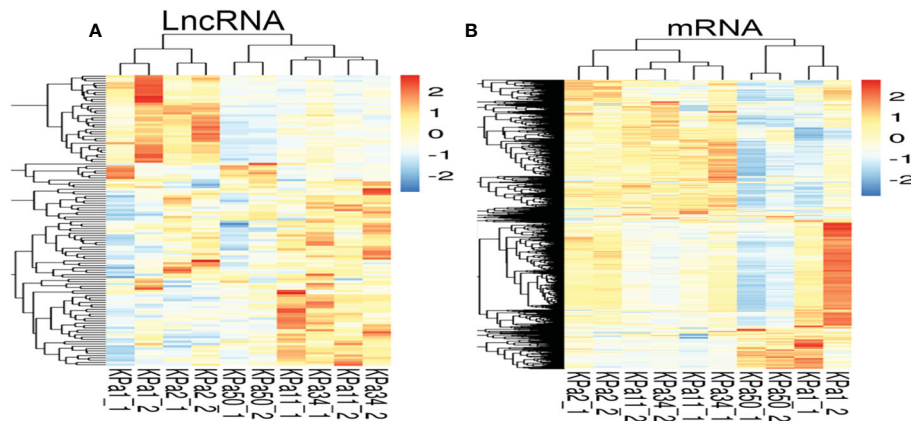 A LncRNA
B mRNA
2
1
0
-1
-2
2
1
0
-1
-2
KPa1_1
KPa1_2
KPa2_1
KPa2_2
KPa50_1
KPa50_2
KPa11_1
KPa34_1
KPa11_2
KPa34_2
KPa2_1
KPa2_2
KPa11_2
KPa34_2
KPa11_1
KPa34_1
KPa50_1
KPa50_2
KPa1_1
KPa1_2